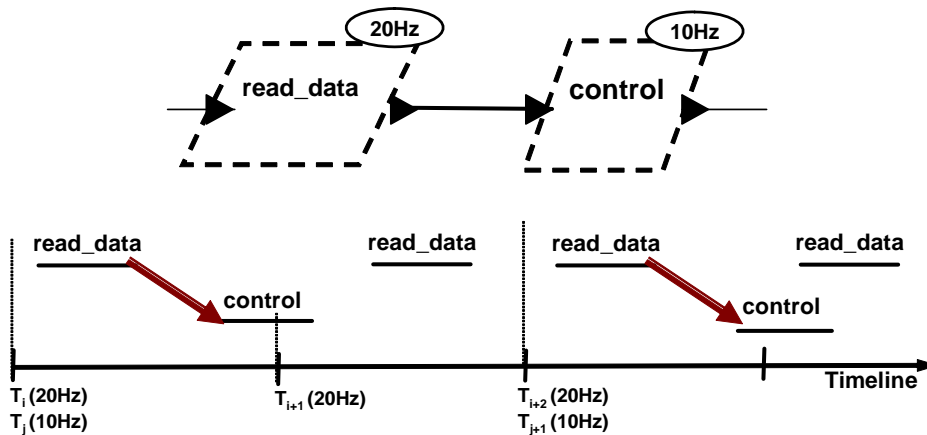 20Hz
10Hz
read_data
control
read_data
read_data
read_data
read_data
control
control
Timeline
Ti (20Hz)
Ti+1 (20Hz)
Ti+2 (20Hz)
Tj (10Hz)
Tj+1 (10Hz)